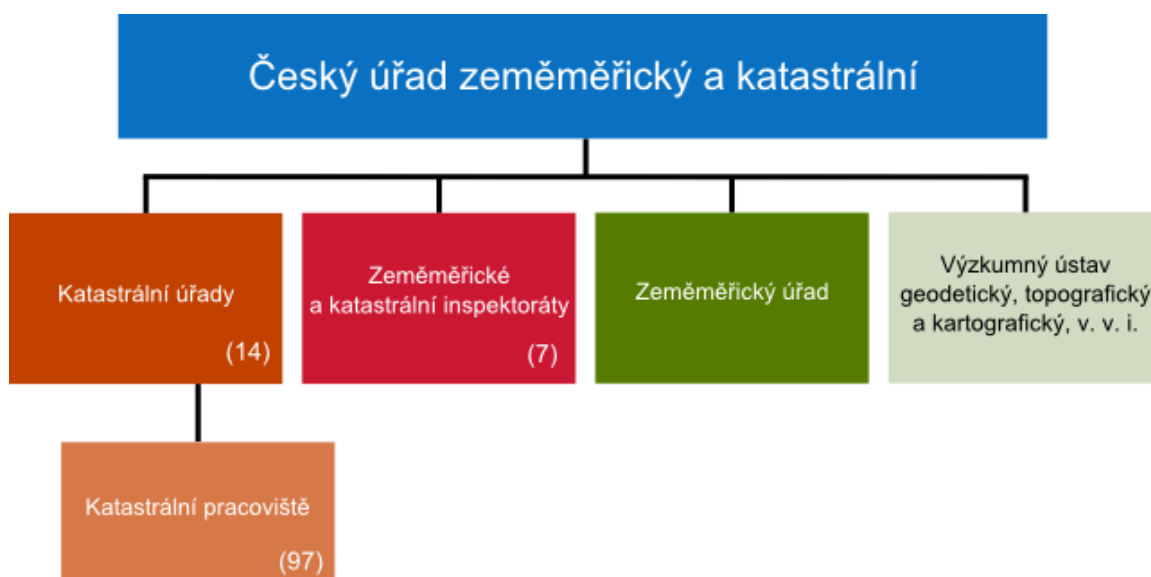 Český úřad zeměměřický a katastrální
Katastrální úřady
(14)
Zeměměřické
a katastrální inspektoráty
(7)
Zeměměřický úřad
Výzkumný ústav
geodetický, topografický
a kartografický, v. v. i.
Katastrální pracoviště
(97)